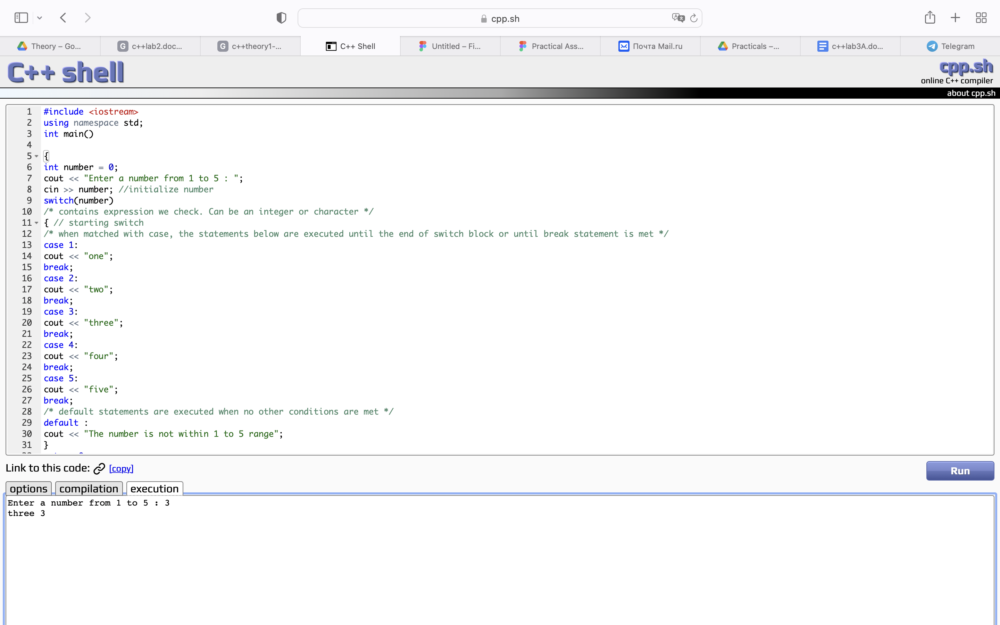 cpp.sh
Theory – Go...
c++lab2.doc...
c++theory1-...
C++ Shell
Untitled – Fi...
Practical Ass...
Почта Mail.ru
Practicals –...
c++lab3A.do...
Telegram
C++ shell
cpp.sh
online C++ compiler
about cpp.sh
1 #include <iostream>
2 using namespace std;
3 int main()
4
5 {
6 int number = 0;
7 cout << "Enter a number from 1 to 5 : ";
8 cin >> number; //initialize number
9 switch(number)
10 /* contains expression we check. Can be an integer or character */
11 { // starting switch
12 /* when matched with case, the statements below are executed until the end of switch block or until break statement is met */
13 case 1:
14 cout << "one";
15 break;
16 case 2:
17 cout << "two";
18 break;
19 case 3:
20 cout << "three";
21 break;
22 case 4:
23 cout << "four";
24 break;
25 case 5:
26 cout << "five";
27 break;
28 /* default statements are executed when no other conditions are met */
29 default :
30 cout << "The number is not within 1 to 5 range";
31 }
Link to this code: [copy]
Run
options
compilation
execution
Enter a number from 1 to 5 : 3
three 3